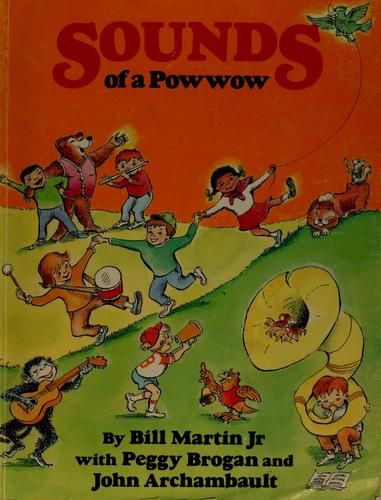 SOUNDS
of a Powwow
By Bill Martin Jr
with Peggy Brogan and
John Archambault